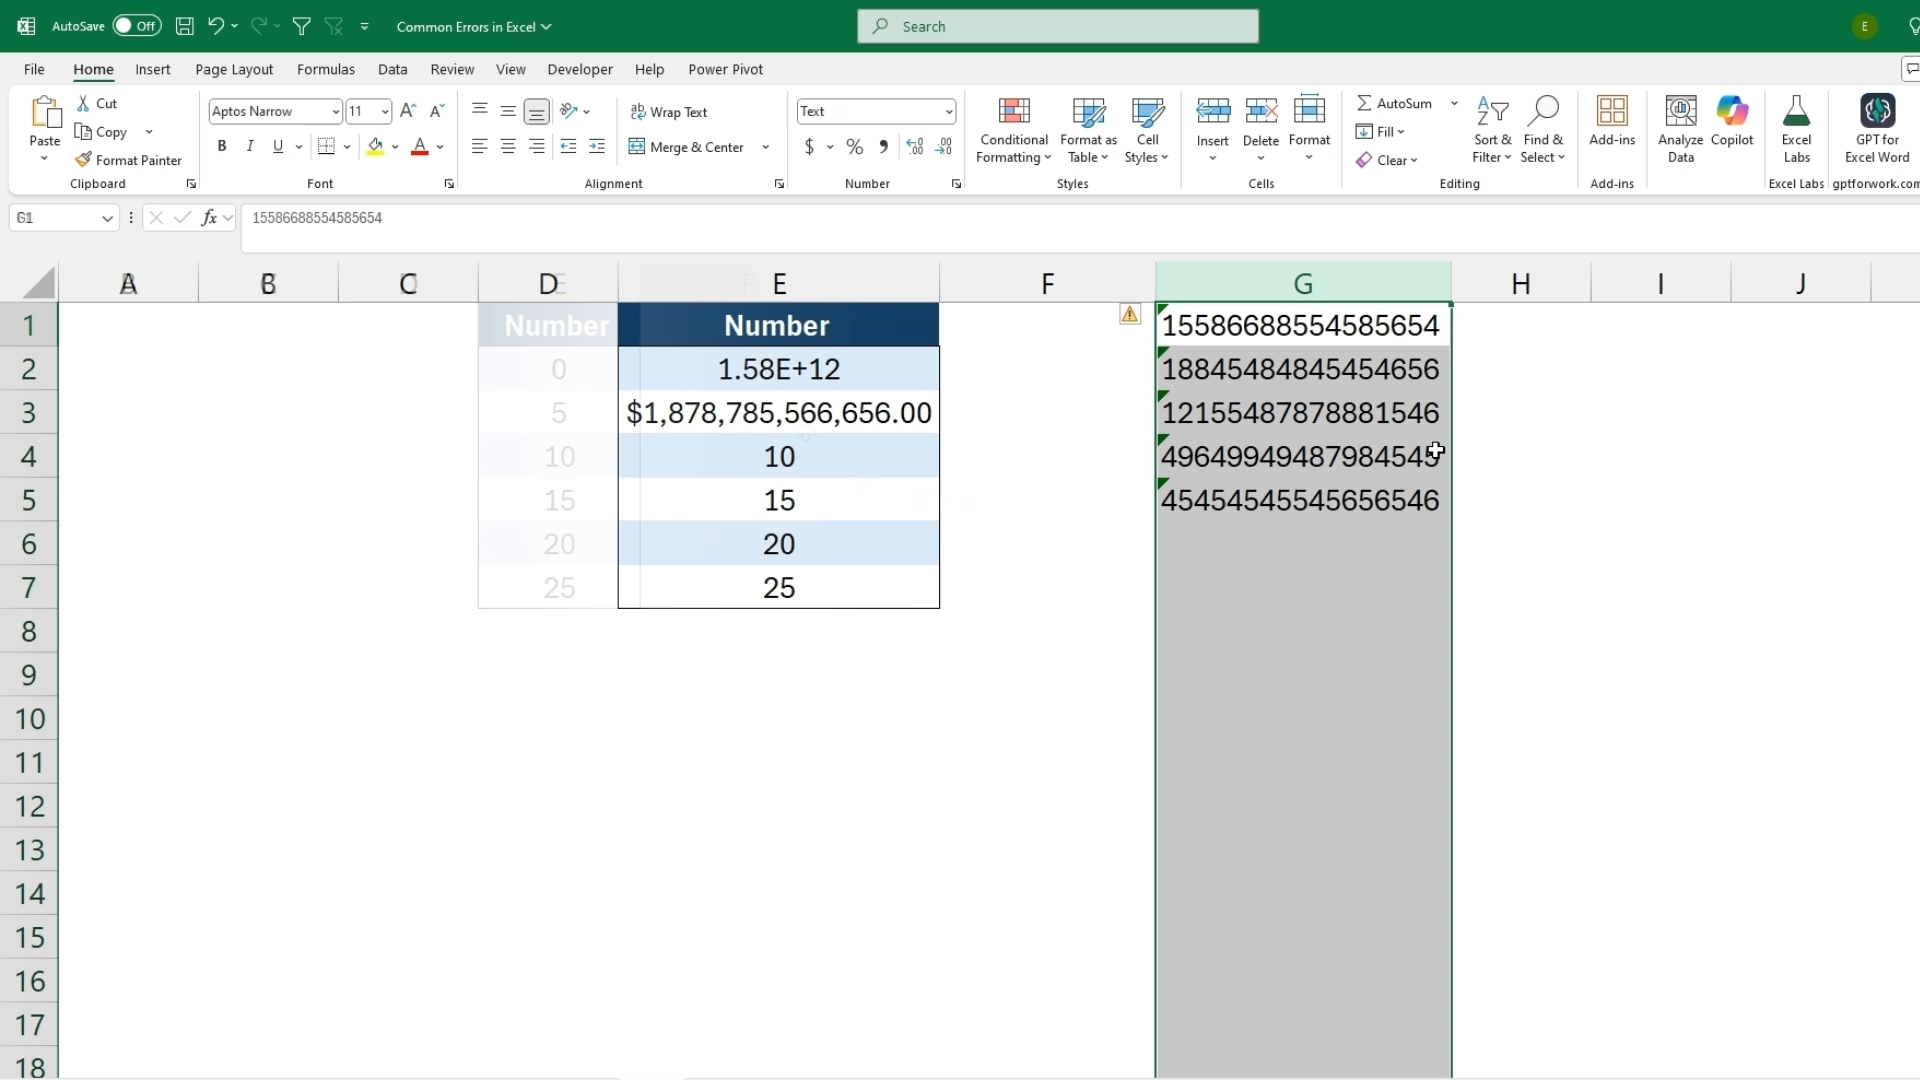 AutoSave Off Common Errors in Excel Search E
File Home Insert Page Layout Formulas Data Review View Developer Help Power Pivot
Paste Cut Copy Format Painter Clipboard
Aptos Narrow 11 B I U A Font
Wrap Text Merge & Center Alignment
Text $ % Number
Conditional Formatting Format as Table Cell Styles Styles
Insert Delete Format Cells
AutoSum Fill Clear Sort & Filter Find & Select Editing
Add-ins Add-ins
Analyze Data Copilot
Excel Labs Excel Labs
GPT for Excel Word gptforwork.com
G1 fx 15586688554585654
A B C D E F G H I J
1 Number Number 15586688554585654
2 0 1.58E+12 18845484845454656
3 5 $1,878,785,566,656.00 12155487878881546
4 10 10 49649949487984545
5 15 15 45454545545656546
6 20 20
7 25 25
8
9
10
11
12
13
14
15
16
17
18